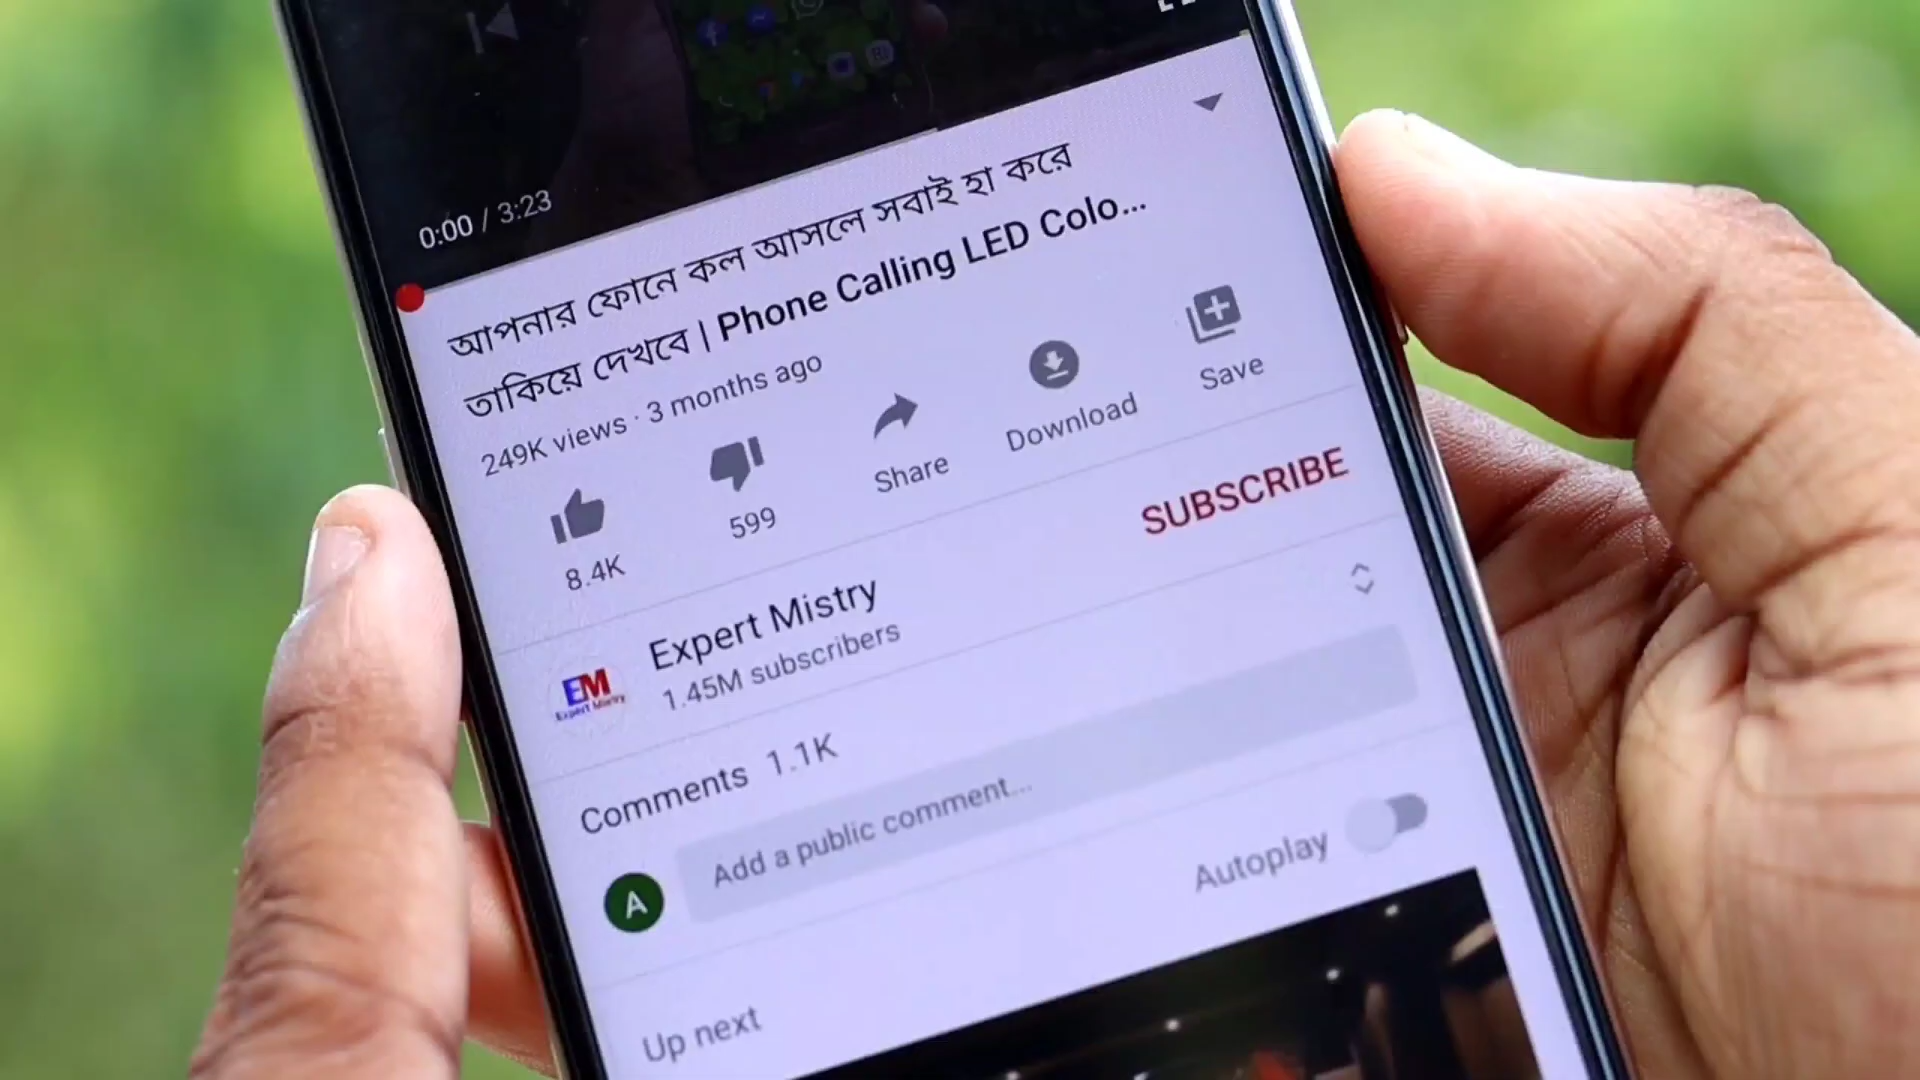 0:00 / 3:23
আপনার ফোনে কল আসলে সবাই হা করে
তাকিয়ে দেখবে | Phone Calling LED Colo...
249K views · 3 months ago
8.4K
599
Share
Download
Save
EM
Expert Mistry
Expert Mistry
1.45M subscribers
SUBSCRIBE
Comments 1.1K
A
Add a public comment...
Autoplay
Up next